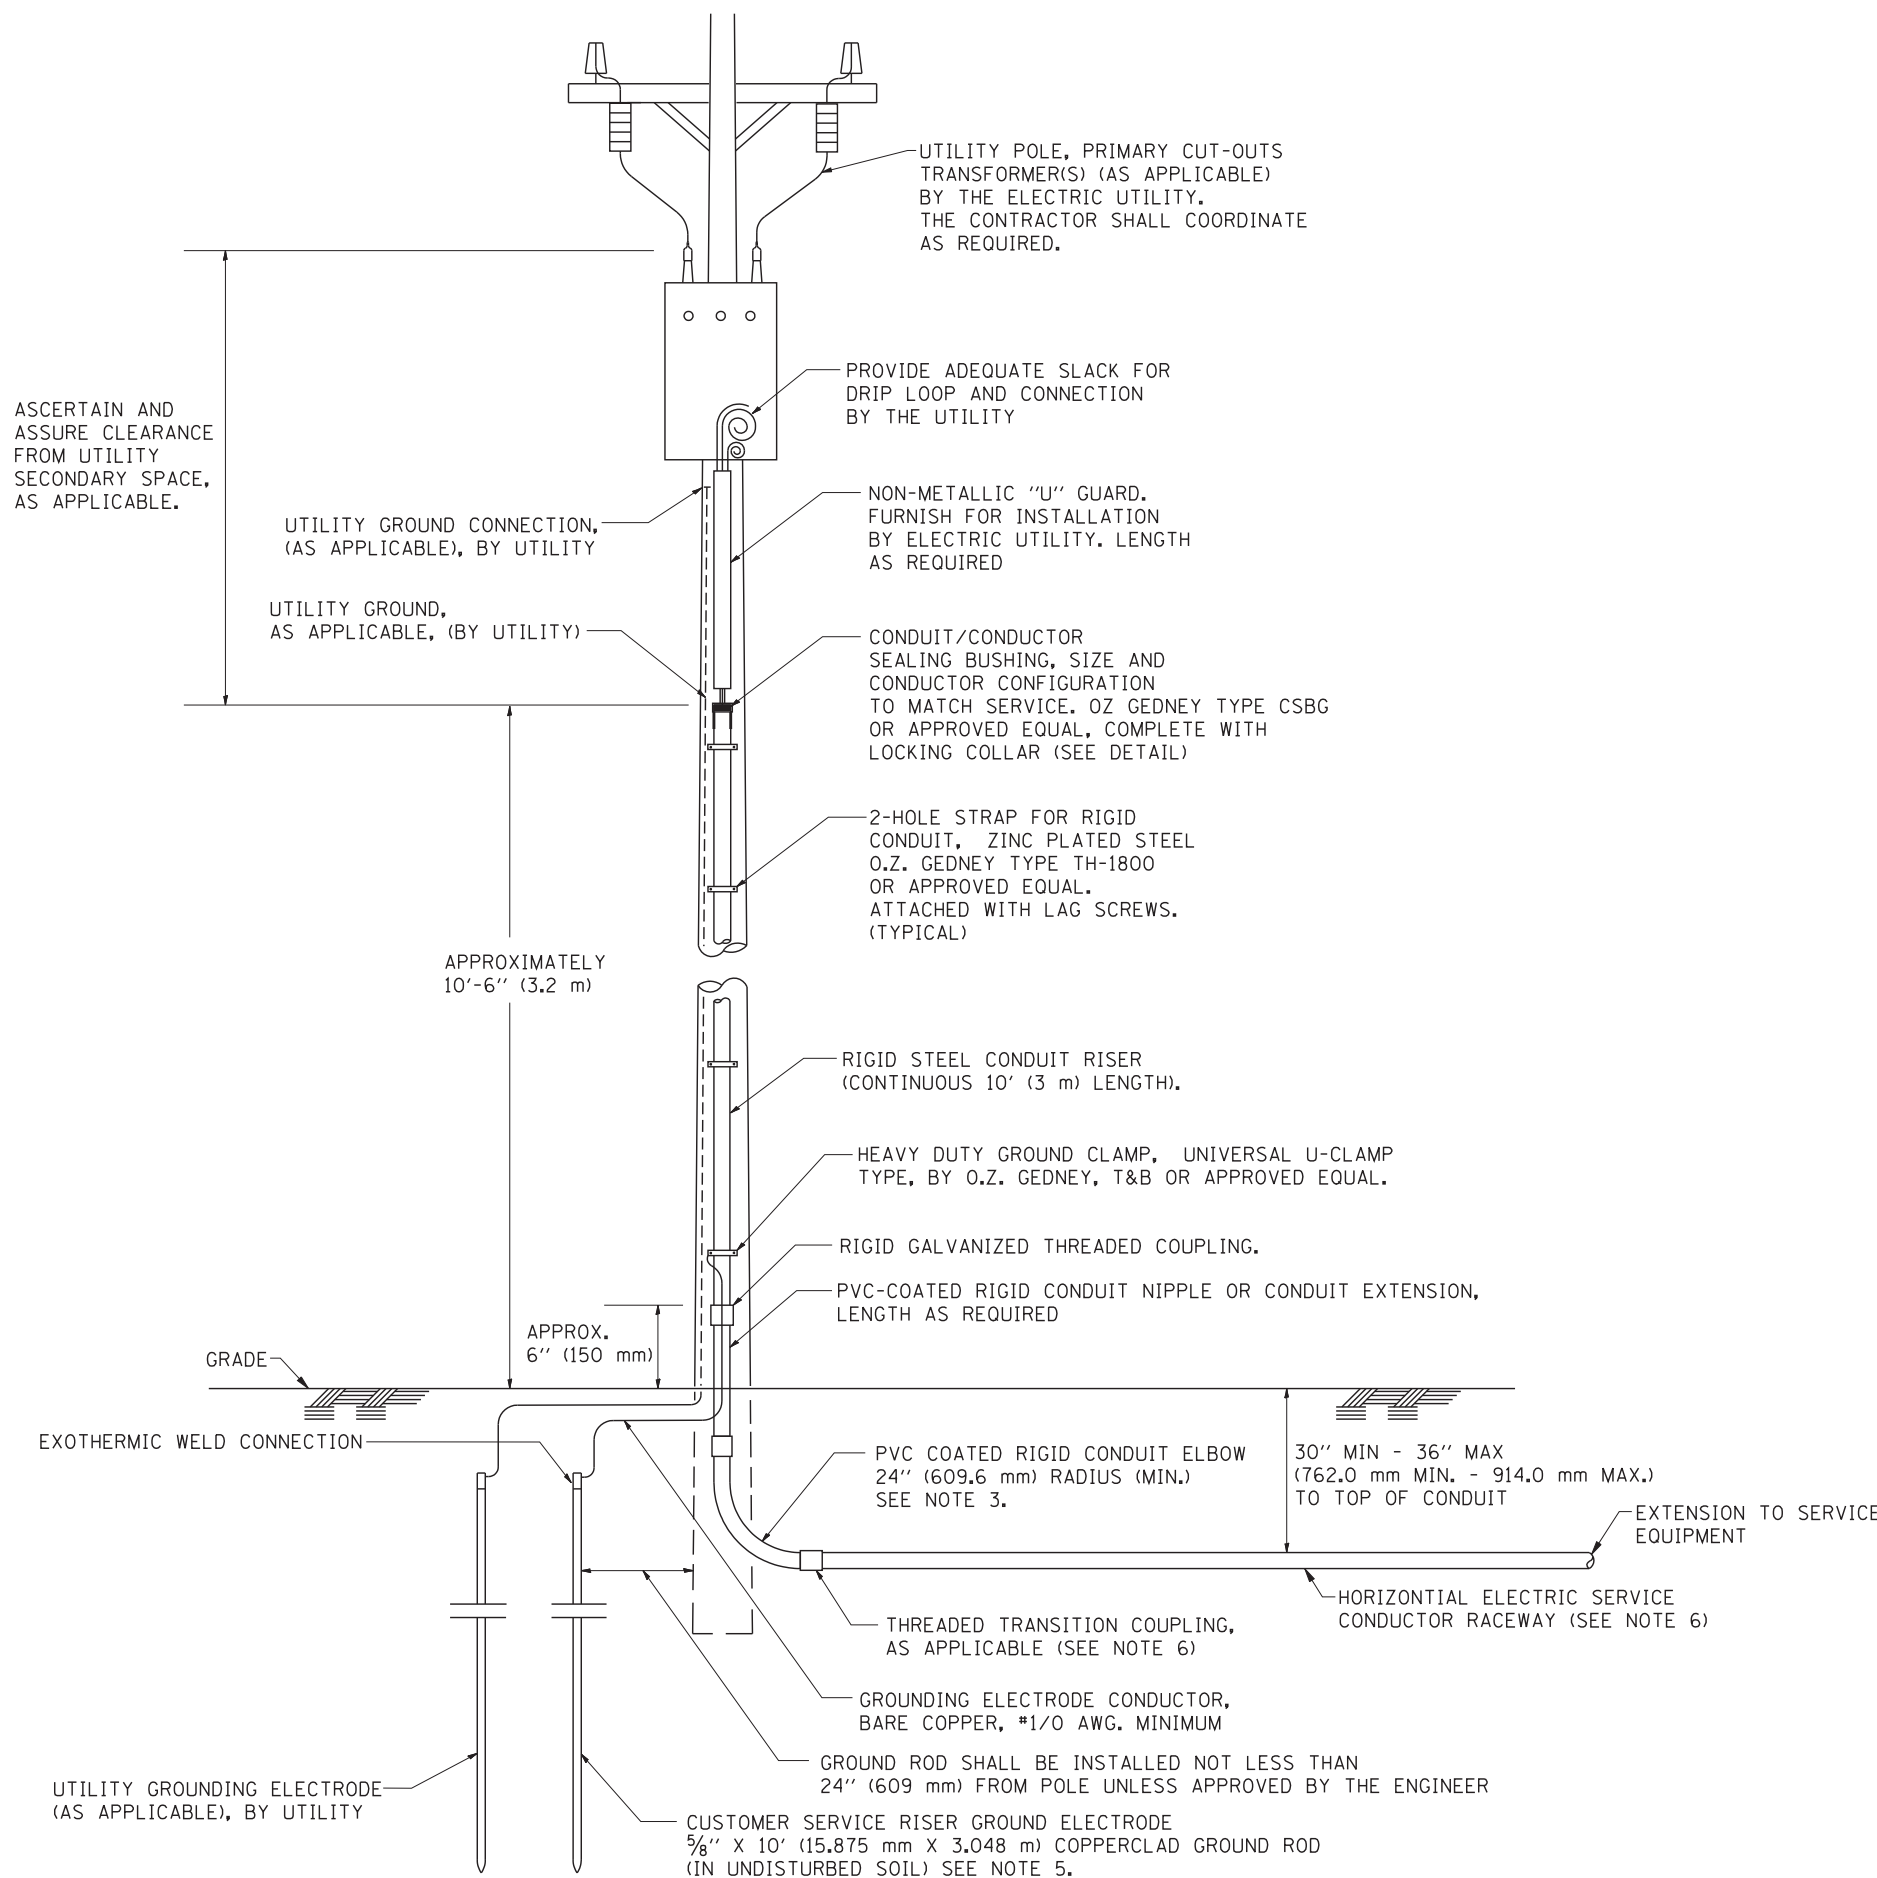 UTILITY POLE, PRIMARY CUT-OUTS
TRANSFORMER(S) (AS APPLICABLE)
BY THE ELECTRIC UTILITY.
THE CONTRACTOR SHALL COORDINATE
AS REQUIRED.
PROVIDE ADEQUATE SLACK FOR
DRIP LOOP AND CONNECTION
BY THE UTILITY
ASCERTAIN AND
ASSURE CLEARANCE
FROM UTILITY
SECONDARY SPACE,
AS APPLICABLE.
NON-METALLIC "U" GUARD.
FURNISH FOR INSTALLATION
BY ELECTRIC UTILITY. LENGTH
AS REQUIRED
UTILITY GROUND CONNECTION,
(AS APPLICABLE), BY UTILITY
UTILITY GROUND,
AS APPLICABLE, (BY UTILITY)
CONDUIT/CONDUCTOR
SEALING BUSHING, SIZE AND
CONDUCTOR CONFIGURATION
TO MATCH SERVICE. OZ GEDNEY TYPE CSBG
OR APPROVED EQUAL, COMPLETE WITH
LOCKING COLLAR (SEE DETAIL)
2-HOLE STRAP FOR RIGID
CONDUIT, ZINC PLATED STEEL
O.Z. GEDNEY TYPE TH-1800
OR APPROVED EQUAL.
ATTACHED WITH LAG SCREWS.
(TYPICAL)
APPROXIMATELY
10'-6" (3.2 m)
RIGID STEEL CONDUIT RISER
(CONTINUOUS 10' (3 m) LENGTH).
HEAVY DUTY GROUND CLAMP, UNIVERSAL U-CLAMP
TYPE, BY O.Z. GEDNEY, T&B OR APPROVED EQUAL.
RIGID GALVANIZED THREADED COUPLING.
PVC-COATED RIGID CONDUIT NIPPLE OR CONDUIT EXTENSION,
LENGTH AS REQUIRED
APPROX.
6" (150 mm)
GRADE
EXOTHERMIC WELD CONNECTION
PVC COATED RIGID CONDUIT ELBOW
24" (609.6 mm) RADIUS (MIN.)
SEE NOTE 3.
30" MIN - 36" MAX
(762.0 mm MIN. - 914.0 mm MAX.)
TO TOP OF CONDUIT
EXTENSION TO SERVICE
EQUIPMENT
HORIZONTIAL ELECTRIC SERVICE
CONDUCTOR RACEWAY (SEE NOTE 6)
THREADED TRANSITION COUPLING,
AS APPLICABLE (SEE NOTE 6)
GROUNDING ELECTRODE CONDUCTOR,
BARE COPPER, #1/0 AWG. MINIMUM
GROUND ROD SHALL BE INSTALLED NOT LESS THAN
24" (609 mm) FROM POLE UNLESS APPROVED BY THE ENGINEER
UTILITY GROUNDING ELECTRODE
(AS APPLICABLE), BY UTILITY
CUSTOMER SERVICE RISER GROUND ELECTRODE
5/8" X 10' (15.875 mm X 3.048 m) COPPERCLAD GROUND ROD
(IN UNDISTURBED SOIL) SEE NOTE 5.